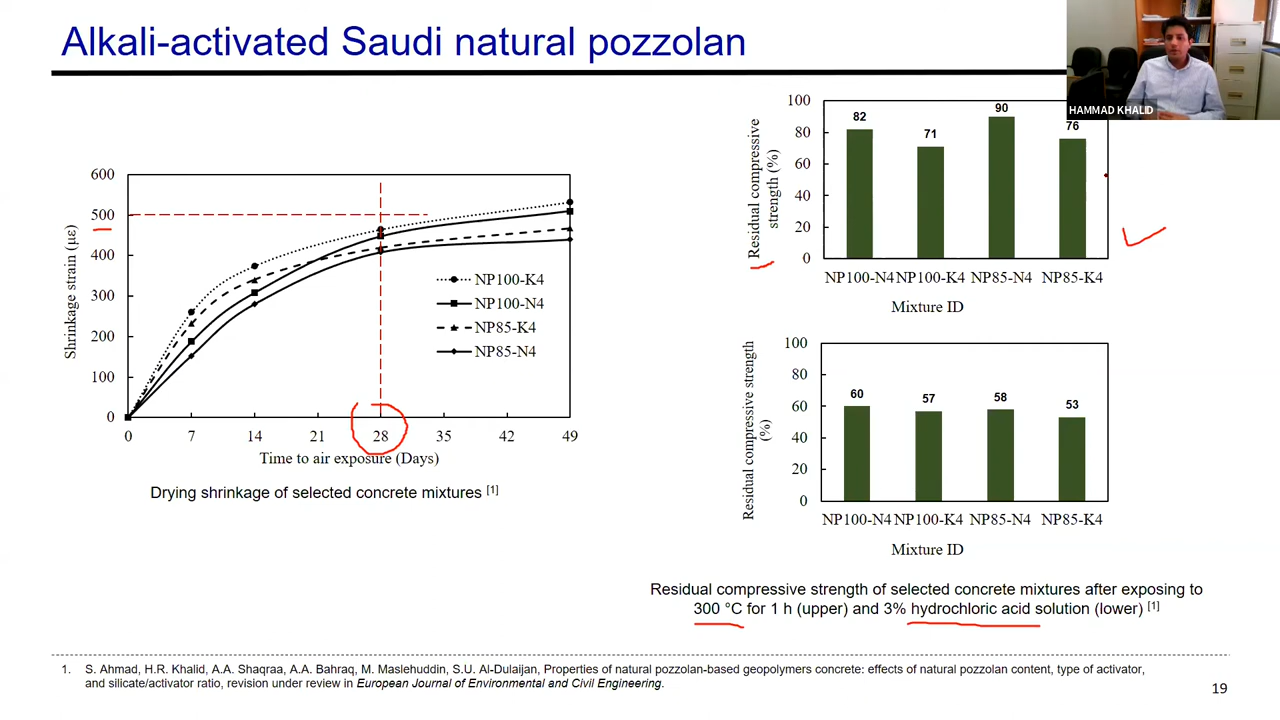 Alkali-activated Saudi natural pozzolan
HAMMAD KHALID
600
500
400
300
200
100
0
Shrinkage strain (με)
0 7 14 21 28 35 42 49
Time to air exposure (Days)
NP100-K4
NP100-N4
NP85-K4
NP85-N4
Drying shrinkage of selected concrete mixtures [1]
100
80
60
40
20
0
Residual compressive
strength (%)
82 71 90 76
NP100-N4 NP100-K4 NP85-N4 NP85-K4
Mixture ID
100
80
60
40
20
0
Residual compressive strength
(%)
60 57 58 53
NP100-N4 NP100-K4 NP85-N4 NP85-K4
Mixture ID
Residual compressive strength of selected concrete mixtures after exposing to
300 °C for 1 h (upper) and 3% hydrochloric acid solution (lower) [1]
1. S. Ahmad, H.R. Khalid, A.A. Shaqraa, A.A. Bahraq, M. Maslehuddin, S.U. Al-Dulaijan, Properties of natural pozzolan-based geopolymers concrete: effects of natural pozzolan content, type of activator,
and silicate/activator ratio, revision under review in European Journal of Environmental and Civil Engineering.
19